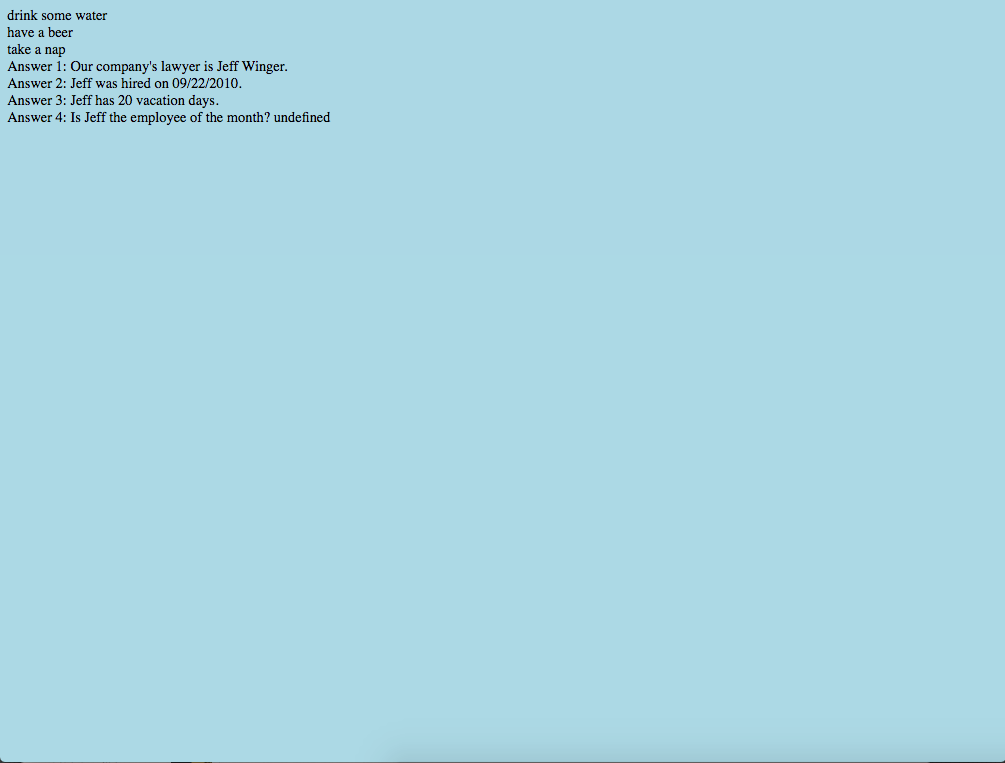 drink some water
have a beer
take a nap
Answer 1: Our company's lawyer is Jeff Winger.
Answer 2: Jeff was hired on 09/22/2010.
Answer 3: Jeff has 20 vacation days.
Answer 4: Is Jeff the employee of the month? undefined